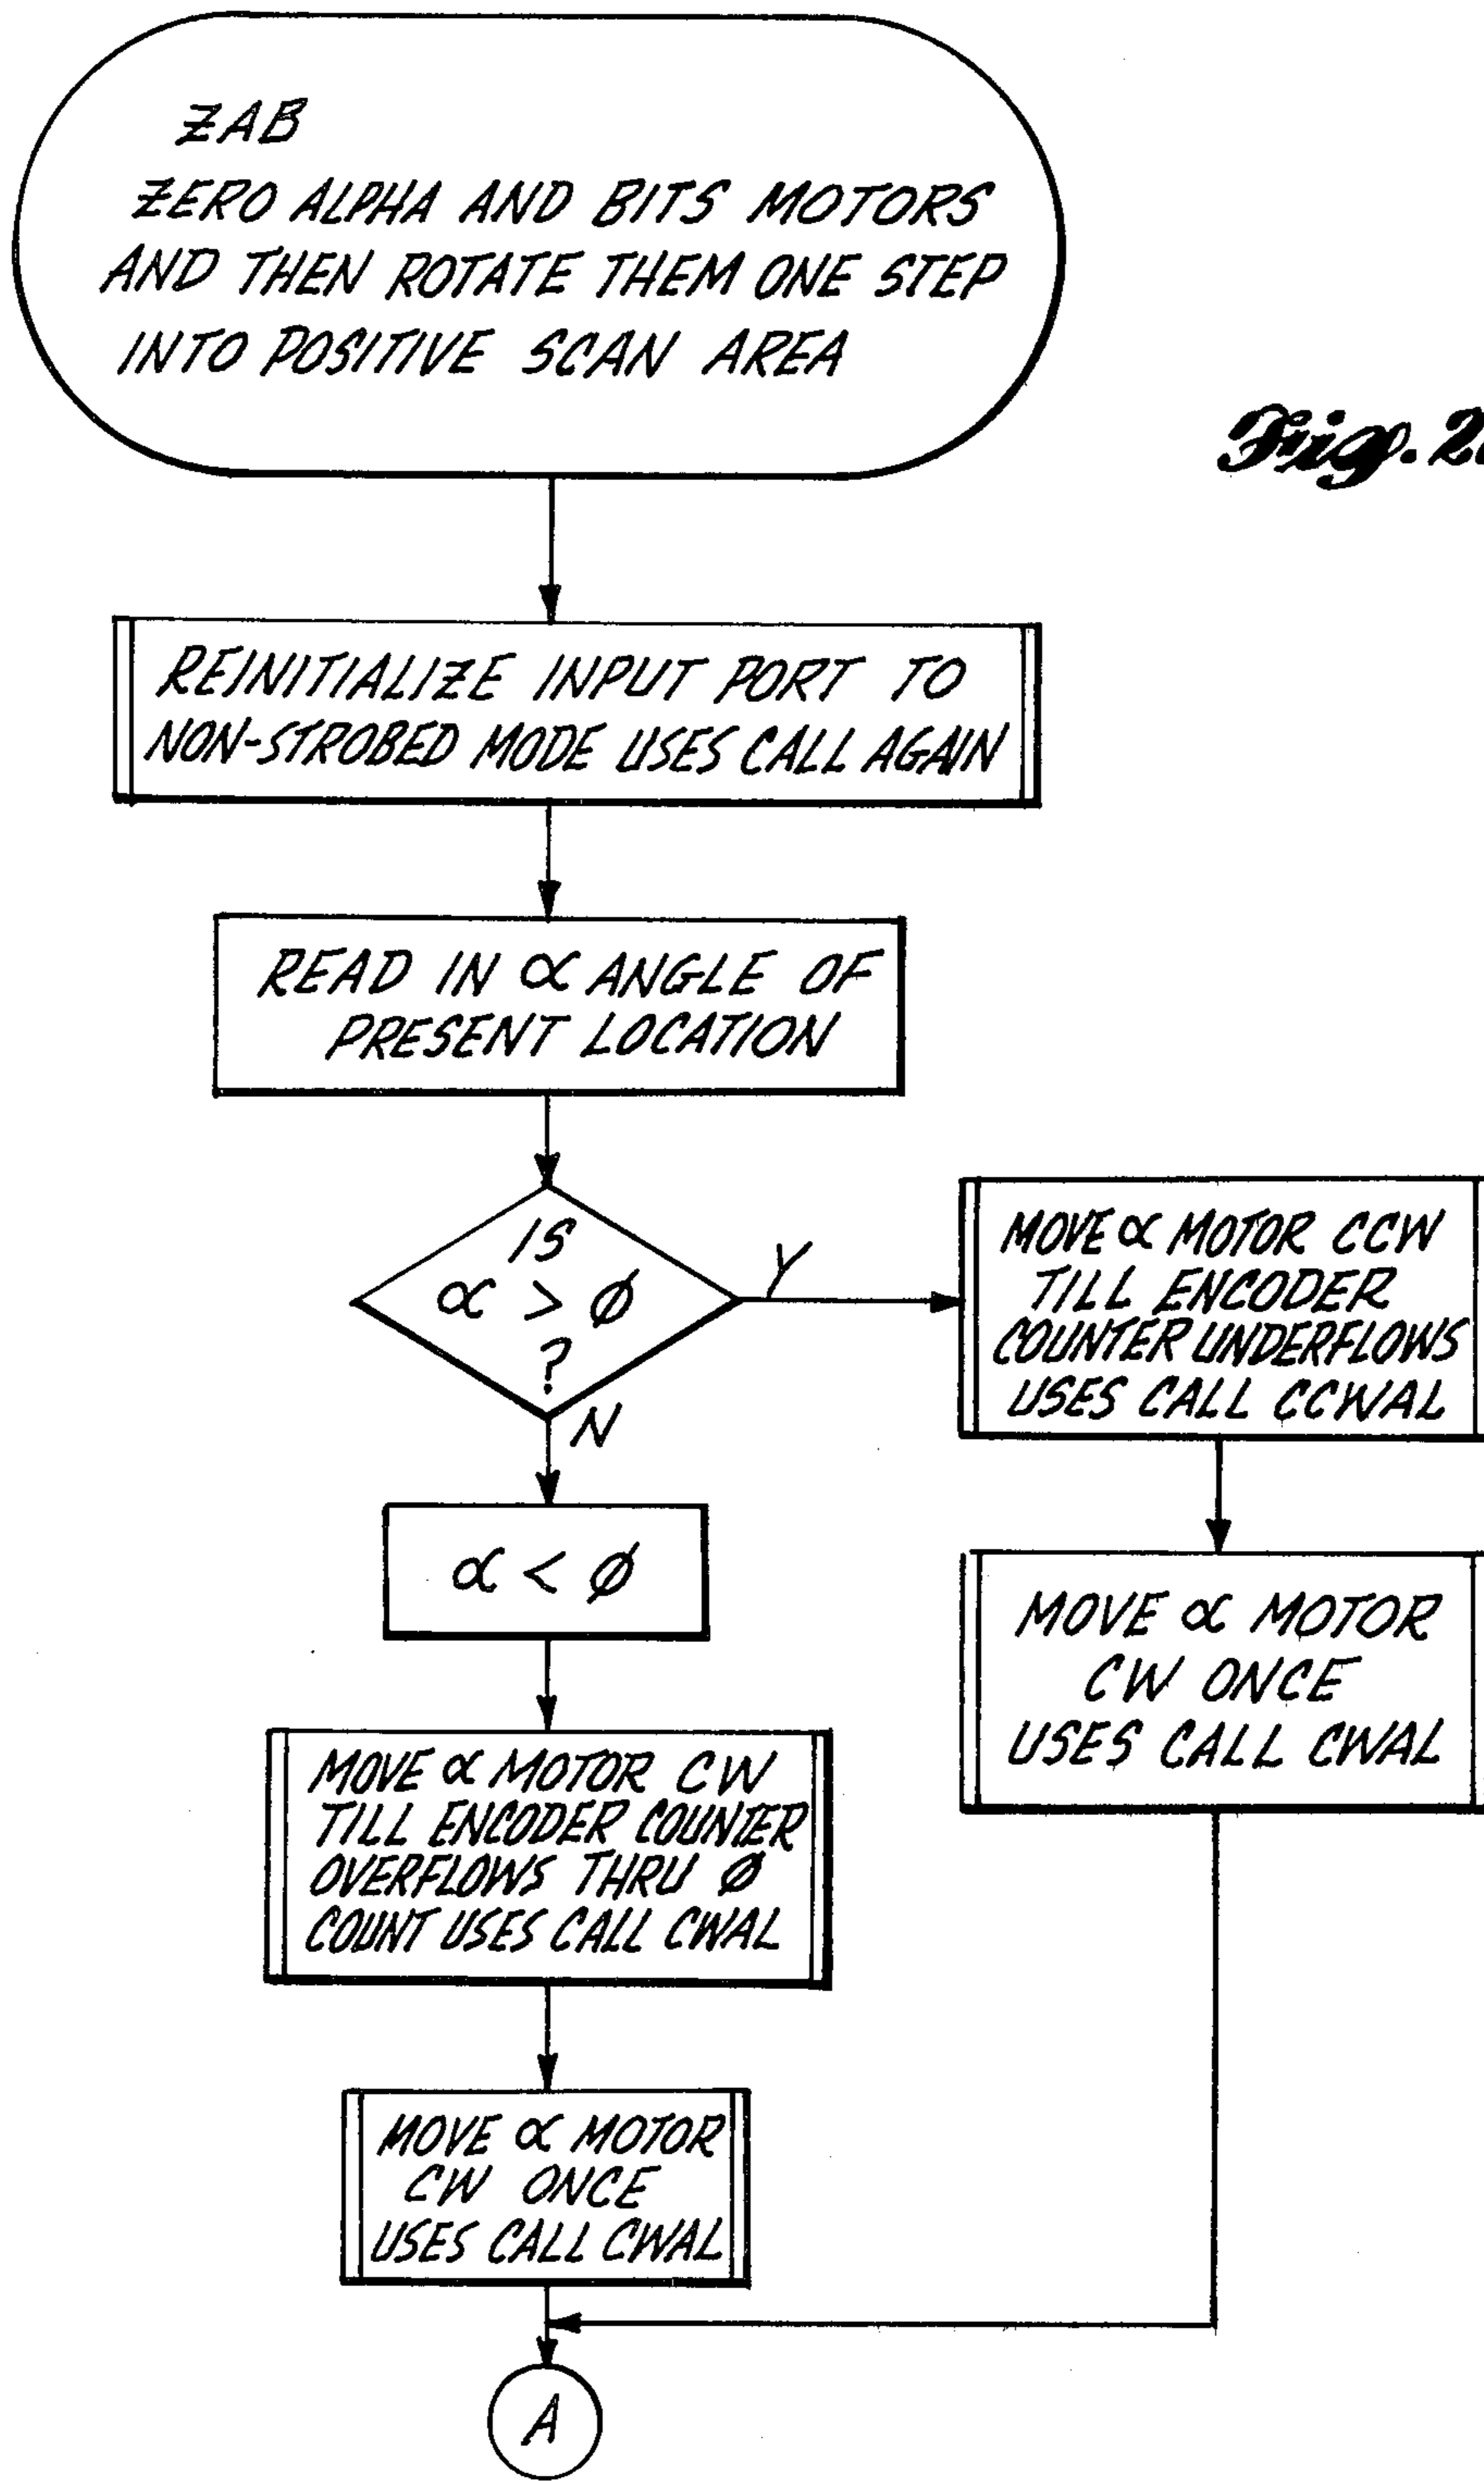 ZAB
ZERO ALPHA AND BITS MOTORS
AND THEN ROTATE THEM ONE STEP
INTO POSITIVE SCAN AREA
Fig. 2
REINITIALIZE INPUT PORT TO
NON-STROBED MODE USES CALL AGAIN
READ IN α ANGLE OF
PRESENT LOCATION
IS
α > ϕ
?
Y
N
MOVE α MOTOR CCW
TILL ENCODER
COUNTER UNDERFLOWS
USES CALL CCWAL
α < ϕ
MOVE α MOTOR
CW ONCE
USES CALL CWAL
MOVE α MOTOR CW
TILL ENCODER COUNTER
OVERFLOWS THRU ϕ
COUNT USES CALL CWAL
MOVE α MOTOR
CW ONCE
USES CALL CWAL
A